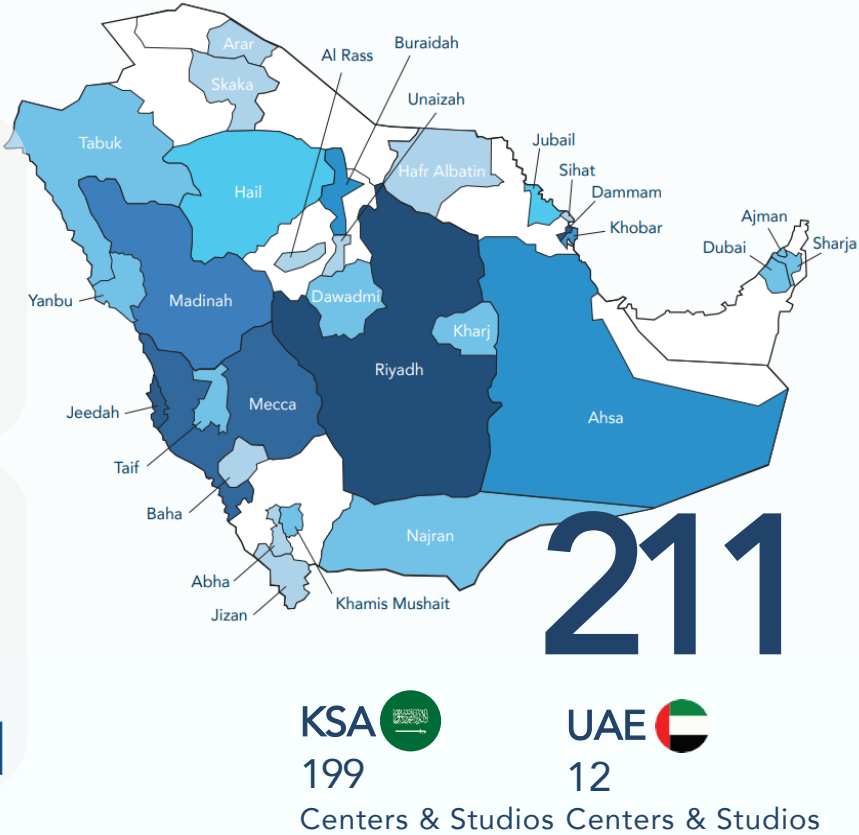 Arar
Buraidah
Al Rass
Skaka
Unaizah
Tabuk
Jubail
Hafr Albatin
Sihat
Hail
Dammam
Khobar
Ajman
Dubai
Sharja
Yanbu
Madinah
Dawadmi
Kharj
Riyadh
Mecca
Jeedah
Ahsa
Taif
Baha
Najran
Abha
Khamis Mushait
Jizan
211
KSA
UAE
199
12
Centers & Studios
Centers & Studios